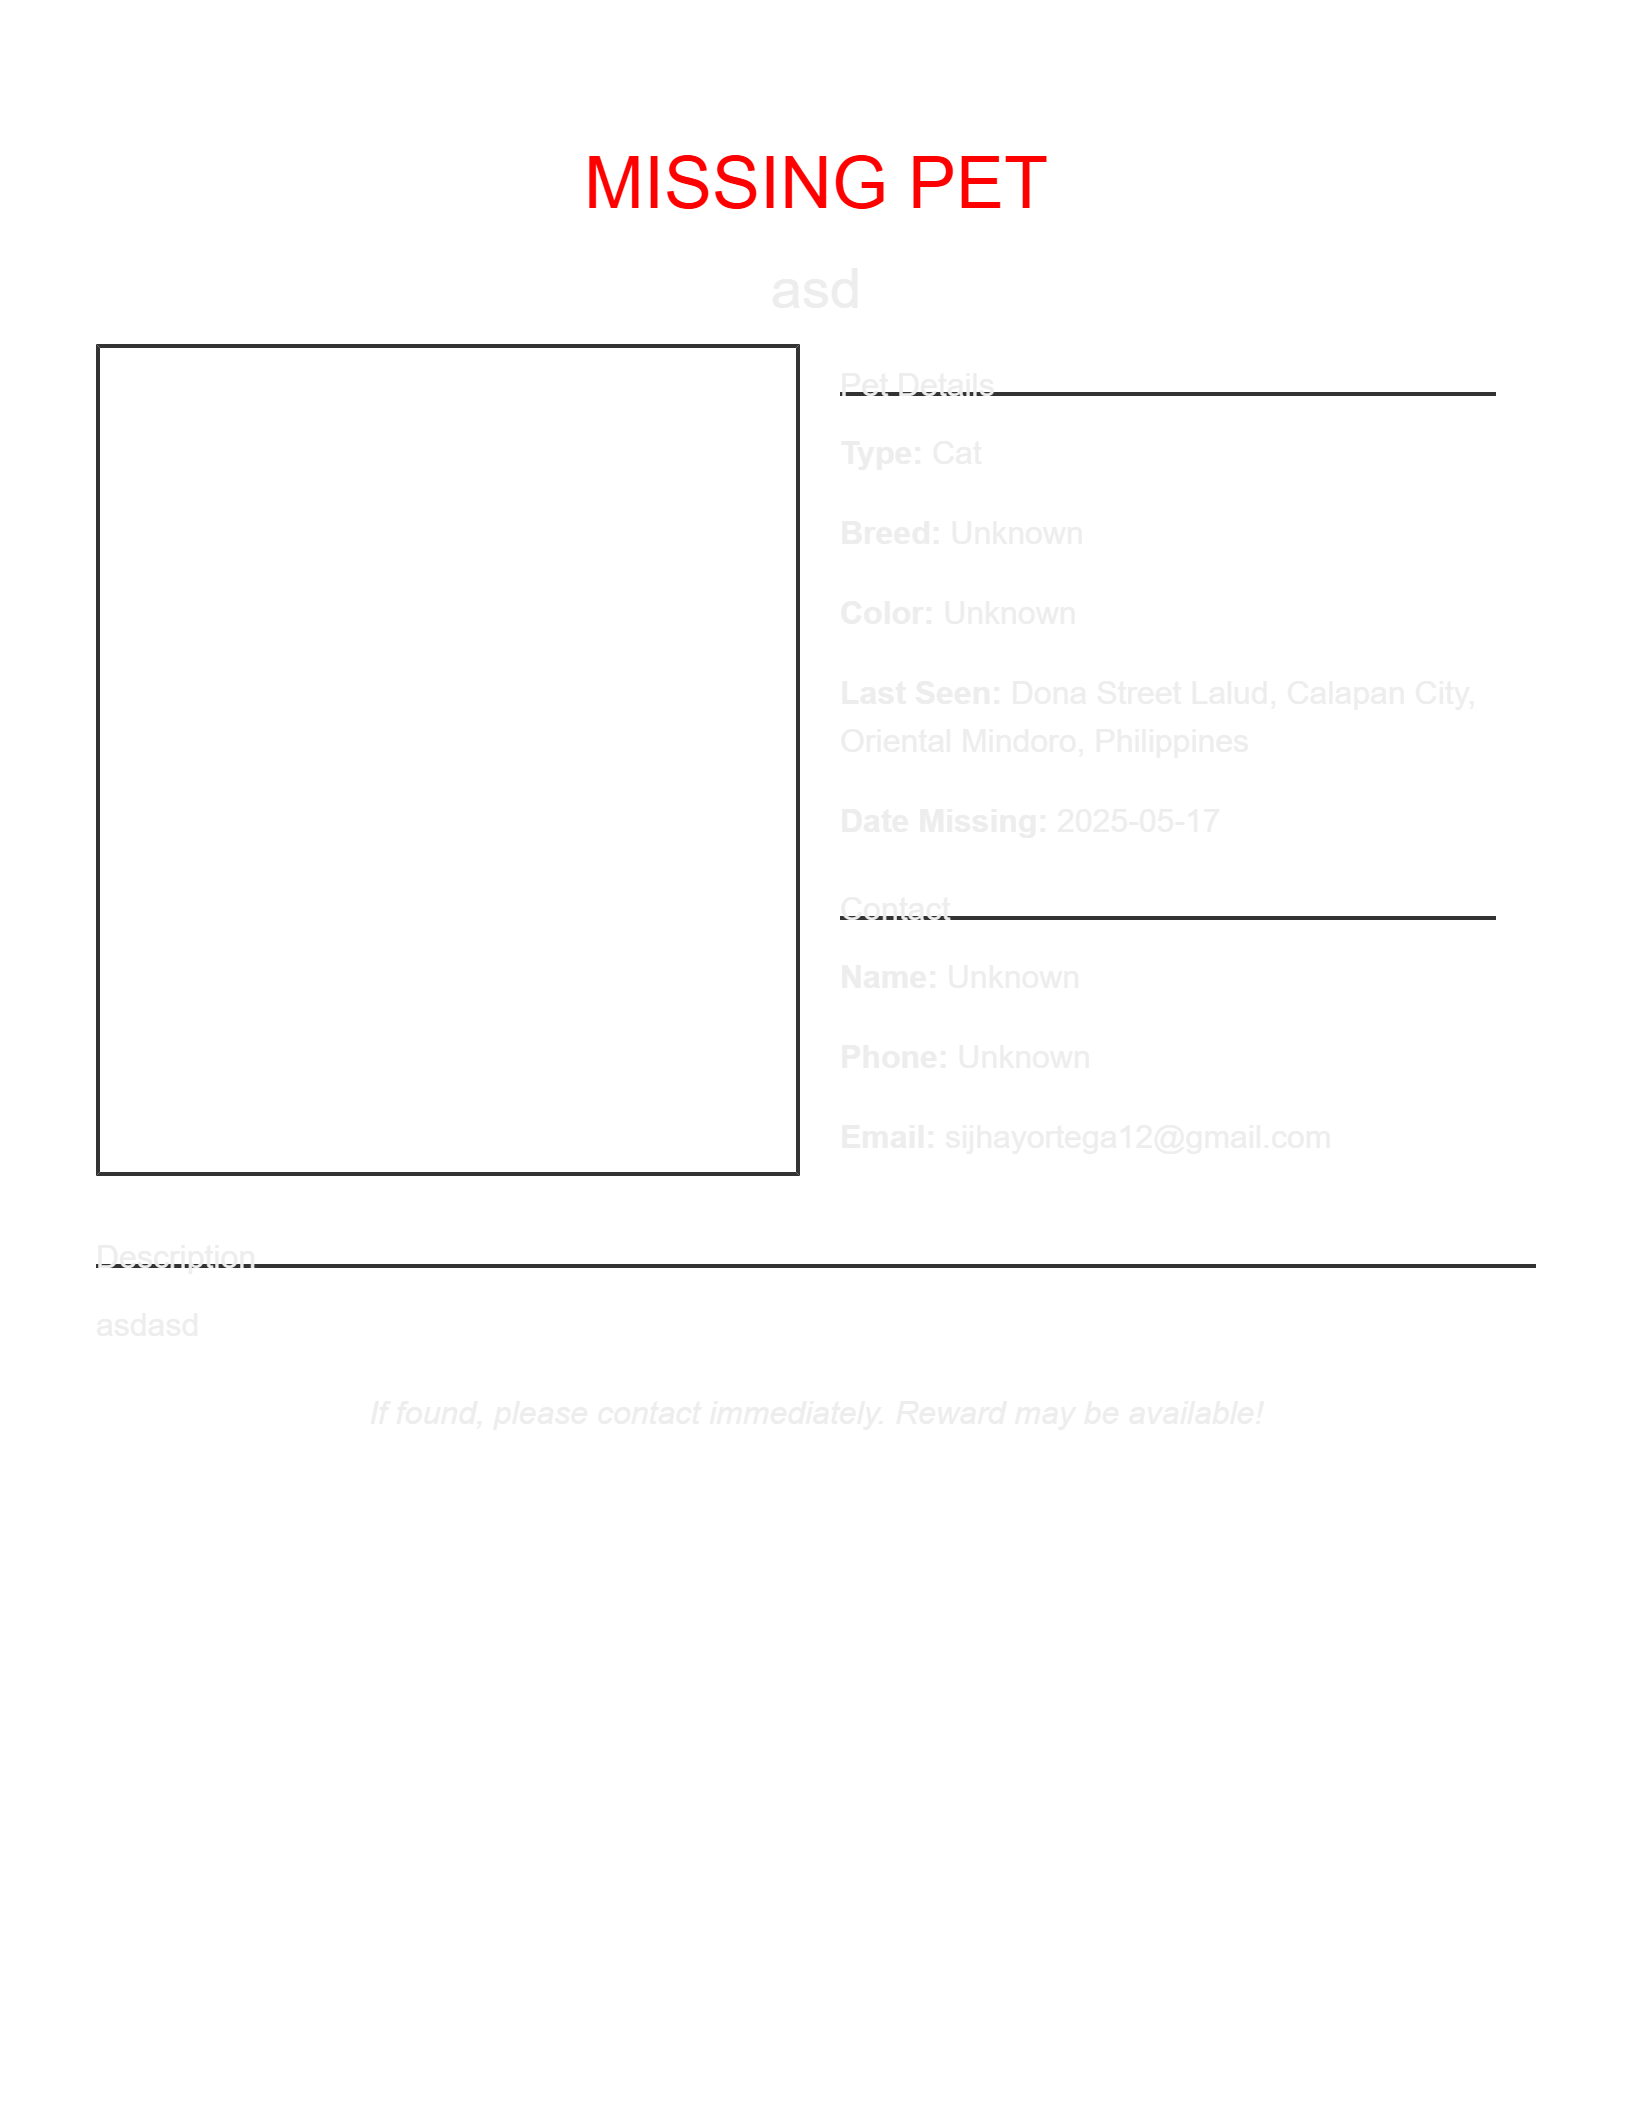 MISSING PET
asd
Pet Details
Type: Cat
Breed: Unknown
Color: Unknown
Last Seen: Dona Street Lalud, Calapan City,
Oriental Mindoro, Philippines
Date Missing: 2025-05-17
Contact
Name: Unknown
Phone: Unknown
Email: sijhayortega12@gmail.com
Description
asdasd
If found, please contact immediately. Reward may be available!